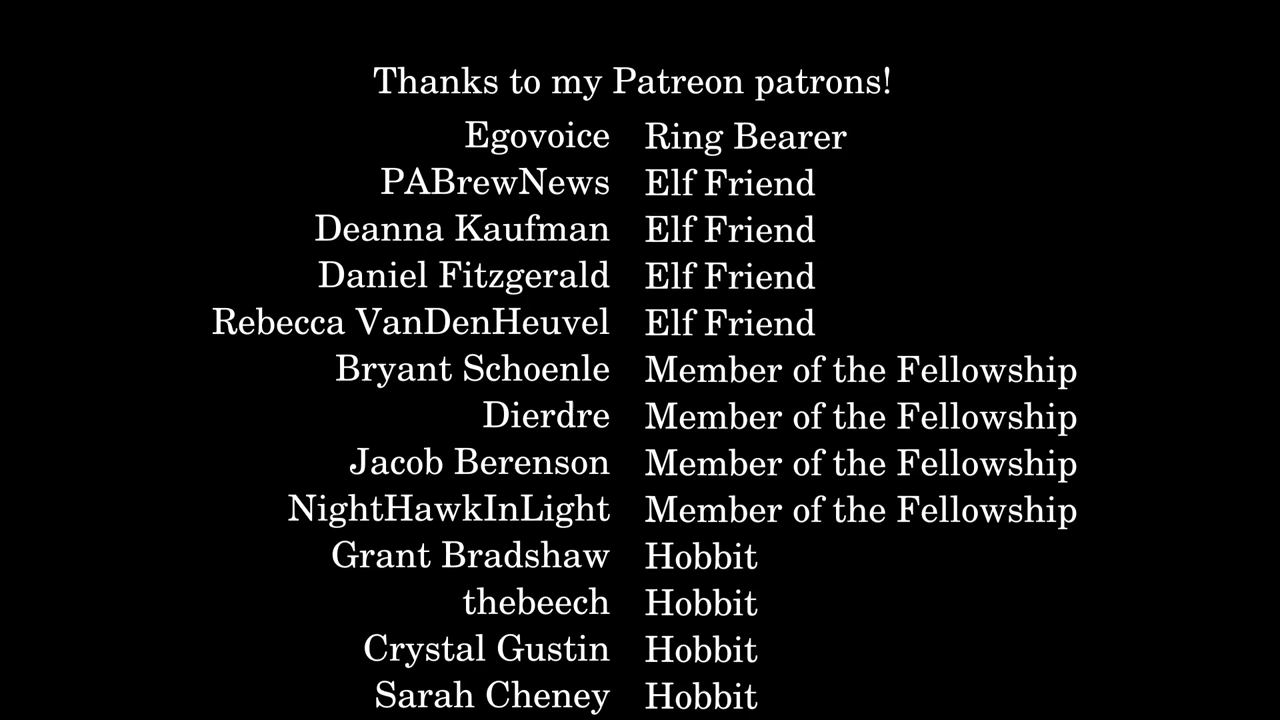 Thanks to my Patreon patrons!
Egovoice Ring Bearer
PABrewNews Elf Friend
Deanna Kaufman Elf Friend
Daniel Fitzgerald Elf Friend
Rebecca VanDenHeuvel Elf Friend
Bryant Schoenle Member of the Fellowship
Dierdre Member of the Fellowship
Jacob Berenson Member of the Fellowship
NightHawkInLight Member of the Fellowship
Grant Bradshaw Hobbit
thebeech Hobbit
Crystal Gustin Hobbit
Sarah Cheney Hobbit